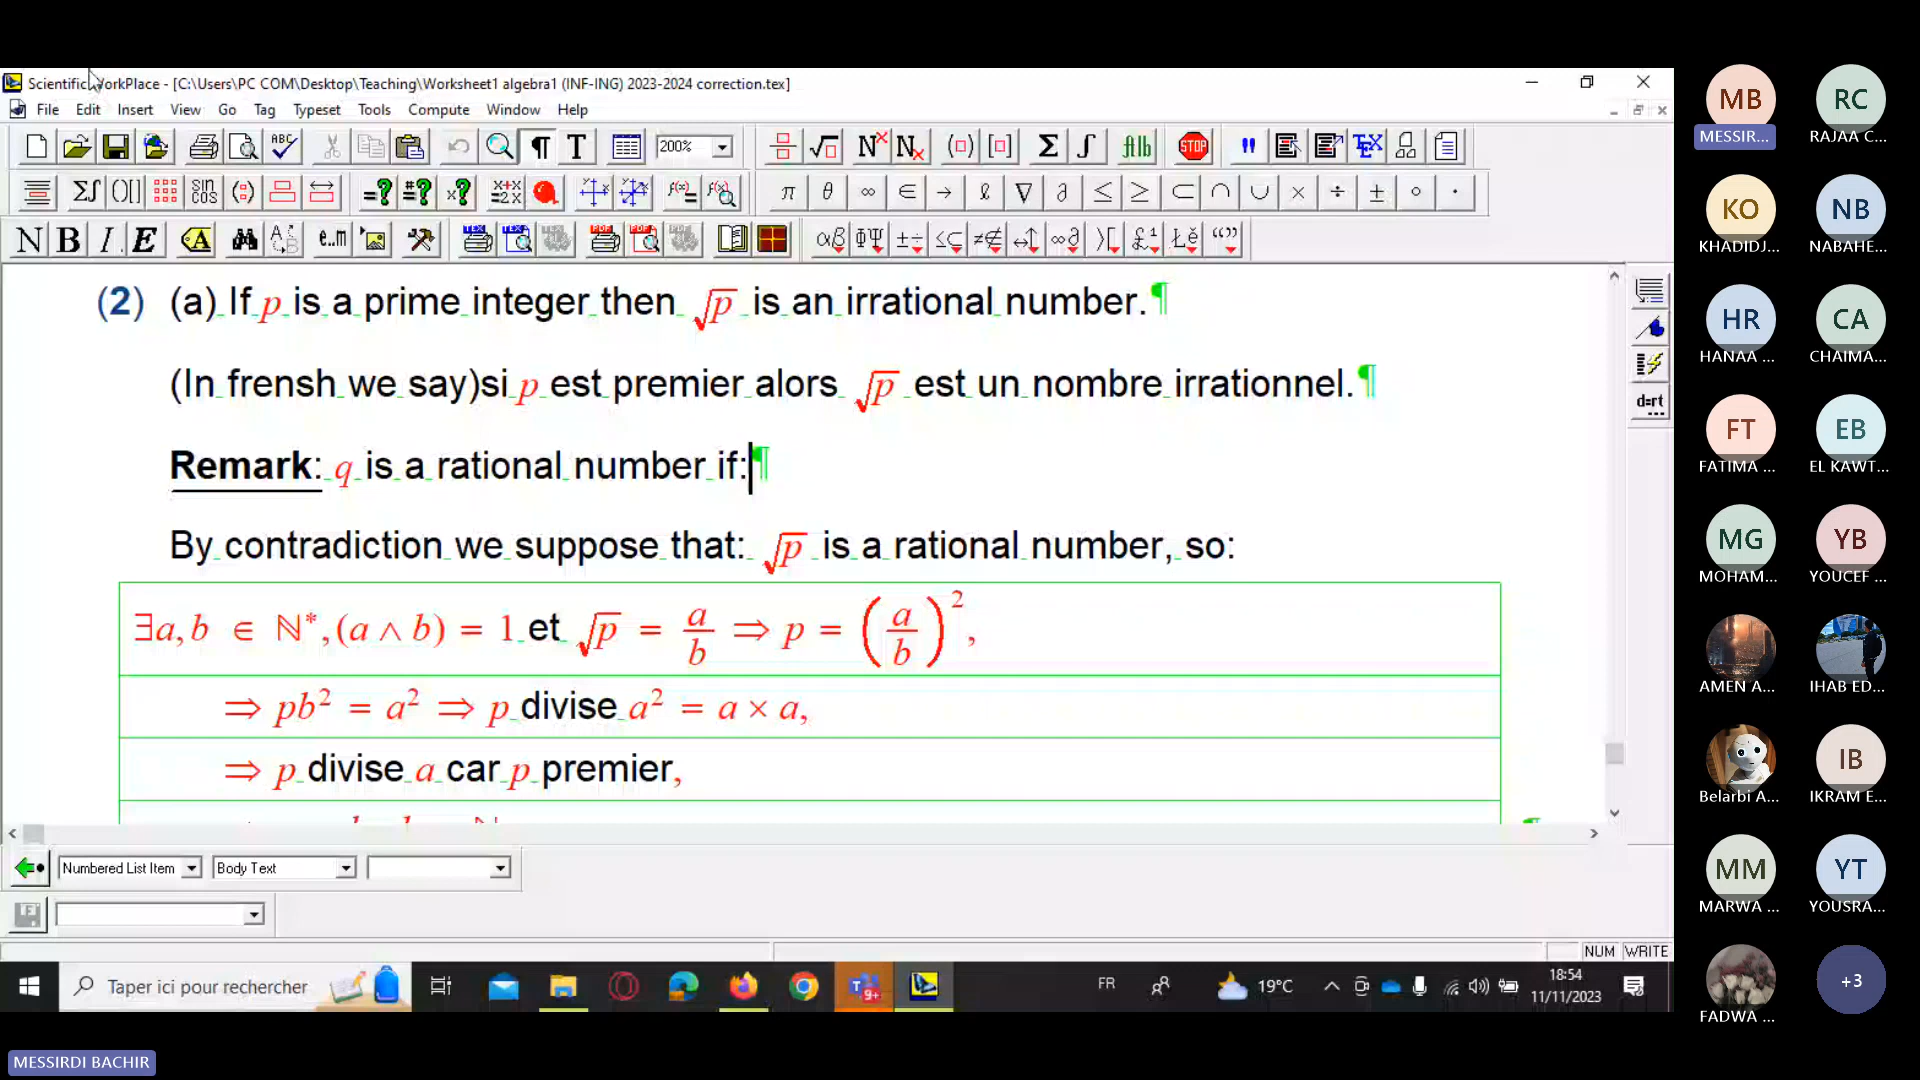 Scientific WorkPlace - [C:\Users\PC COM\Desktop\Teaching\Worksheet1 algebra1 (INF-ING) 2023-2024 correction.tex]
File Edit Insert View Go Tag Typeset Tools Compute Window Help
200%
STOP
(2) (a) If p is a prime integer then √p is an irrational number.¶
(In frensh we say)si p est premier alors √p est un nombre irrationnel.¶
Remark: q is a rational number if:¶
By contradiction we suppose that: √p is a rational number, so:
∃a,b ∈ ℕ*,(a ∧ b) = 1 et √p = a/b ⇒ p = (a/b)²,
⇒ pb² = a² ⇒ p divise a² = a × a,
⇒ p divise a car p premier,
Numbered List Item Body Text
NUM WRITE
Taper ici pour rechercher
FR
19°C
18:54
11/11/2023
MB RC
MESSIR... RAJAA C...
KO NB
KHADIDJ... NABAHE...
HR CA
HANAA ... CHAIMA...
FT EB
FATIMA ... EL KAWT...
MG YB
MOHAM... YOUCEF ...
AMEN A... IHAB ED...
IB
Belarbi A... IKRAM E...
MM YT
MARWA ... YOUSRA...
+3
FADWA ...
MESSIRDI BACHIR